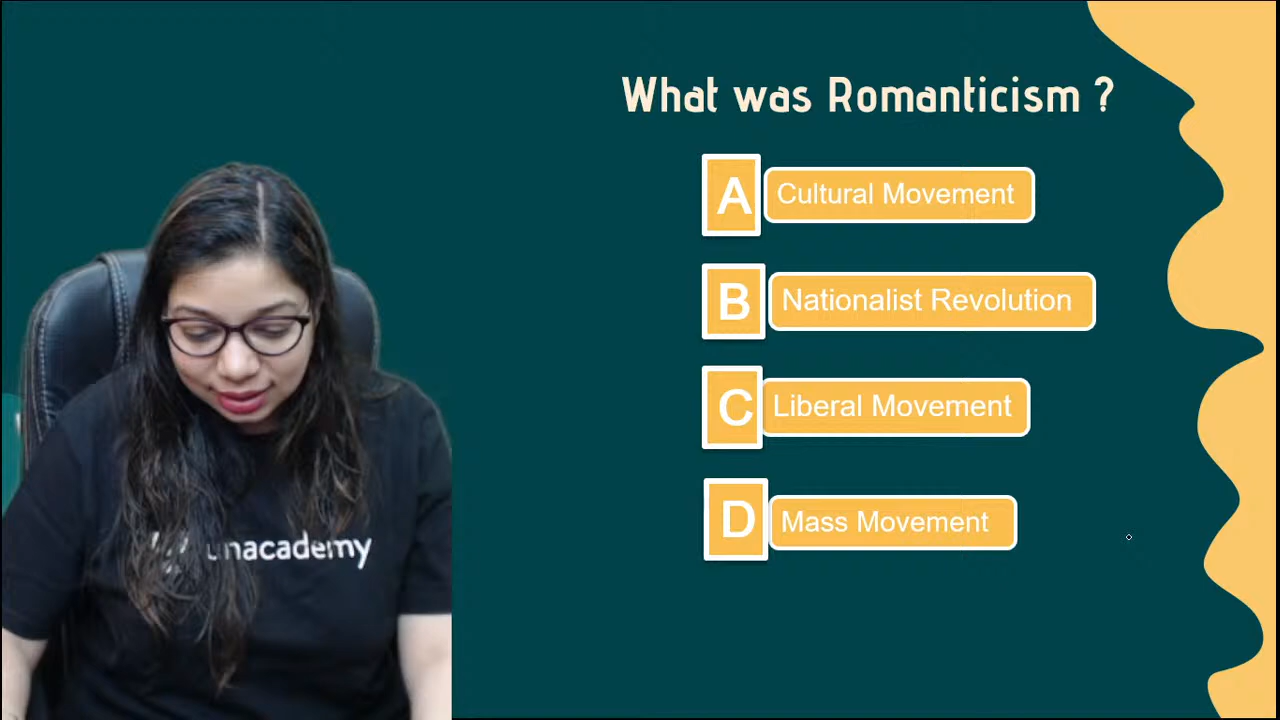 What was Romanticism ?
A Cultural Movement
B Nationalist Revolution
C Liberal Movement
D Mass Movement
unacademy